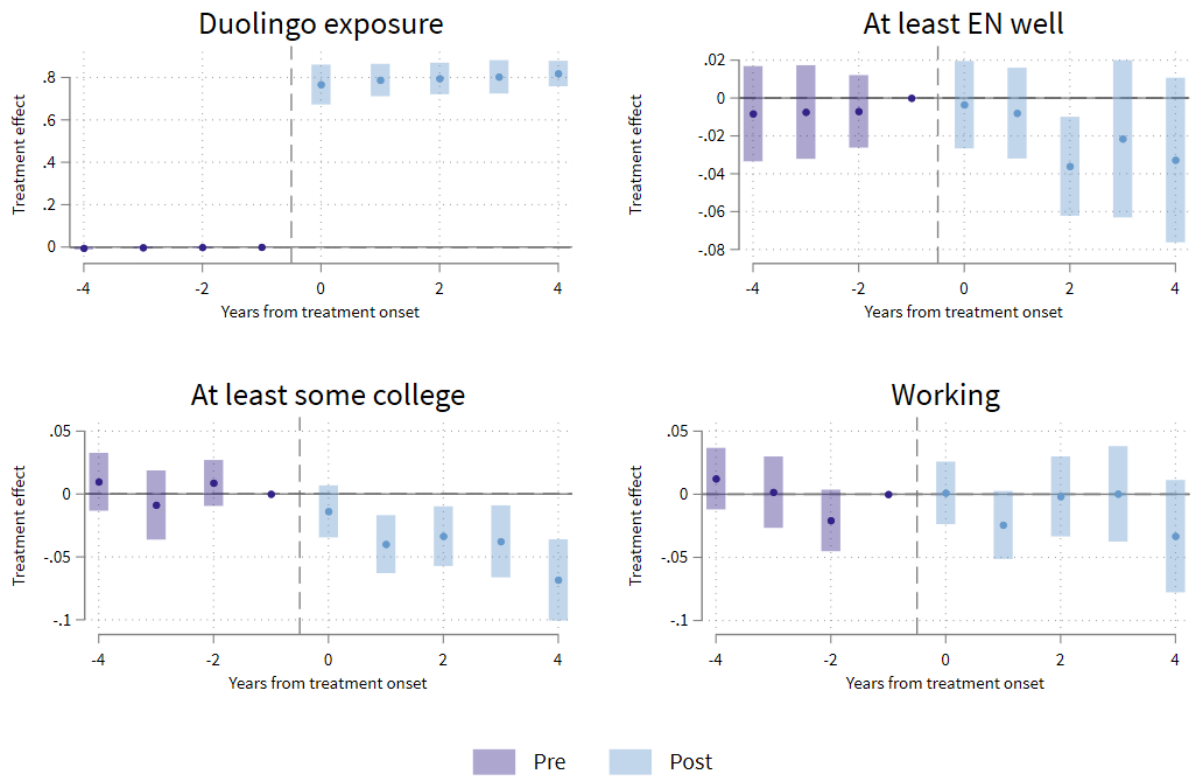 Duolingo exposure
Treatment effect
.8
.6
.4
.2
0
-4 -2 0 2 4
Years from treatment onset
At least EN well
Treatment effect
.02
0
-.02
-.04
-.06
-.08
-4 -2 0 2 4
Years from treatment onset
At least some college
Treatment effect
.05
0
-.05
-.1
-4 -2 0 2 4
Years from treatment onset
Working
Treatment effect
.05
0
-.05
-.1
-4 -2 0 2 4
Years from treatment onset
Pre Post